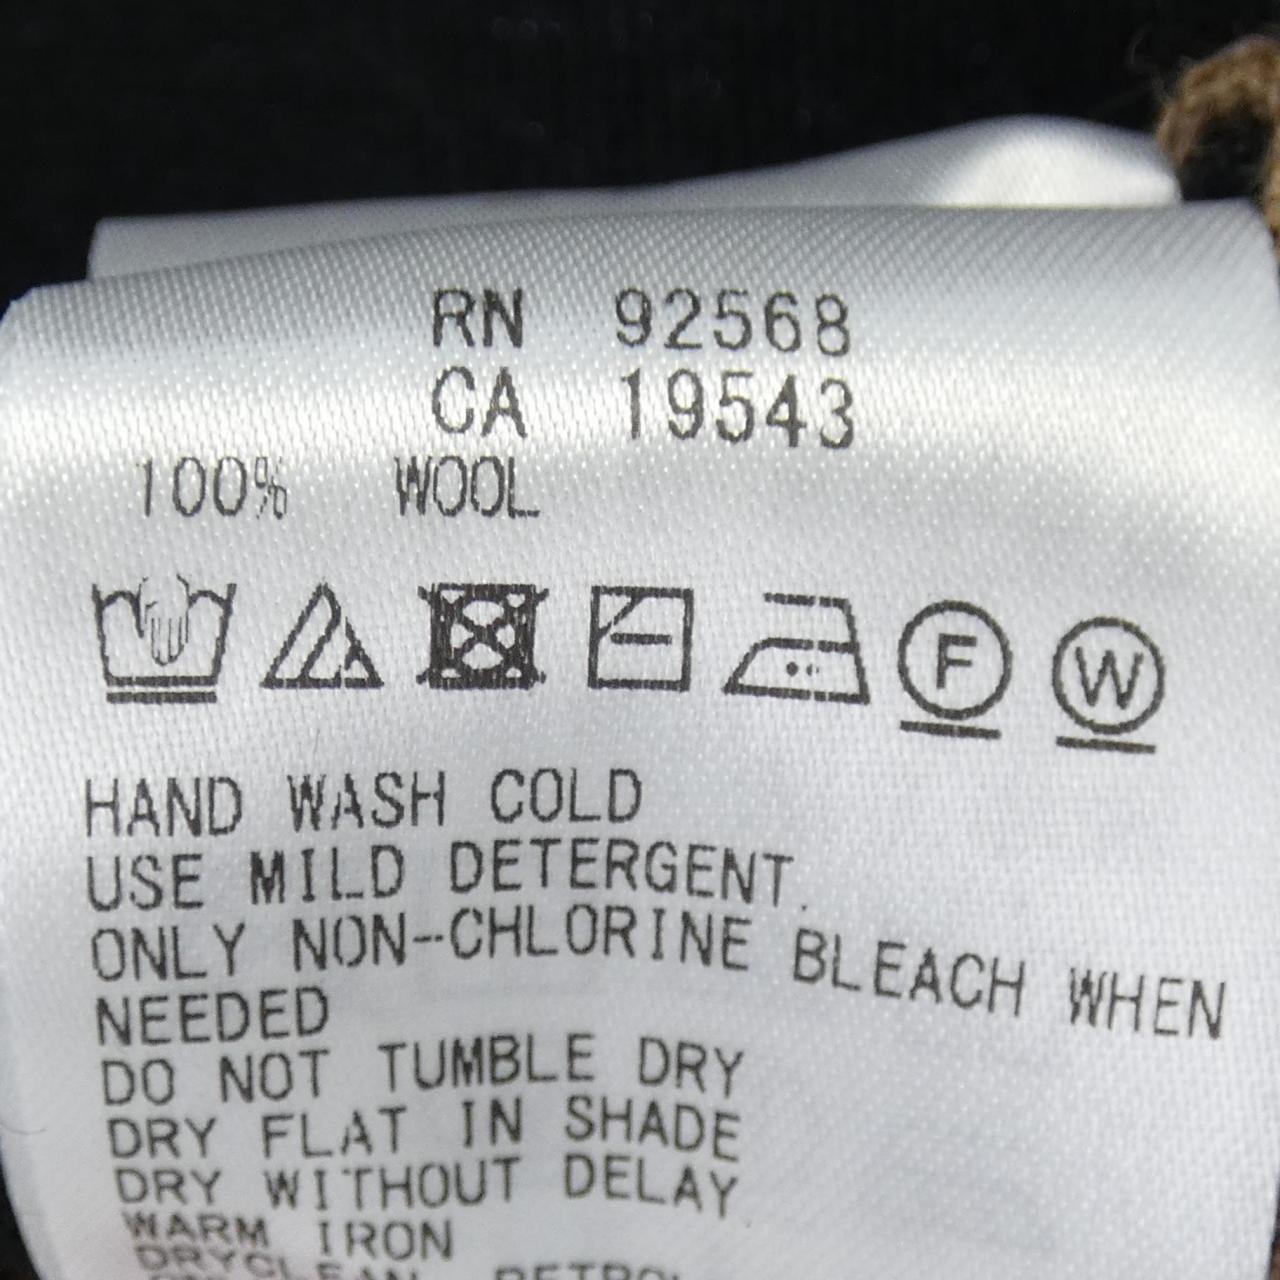 RN 92568
CA 19543
100% WOOL
F W
HAND WASH COLD
USE MILD DETERGENT.
ONLY NON-CHLORINE BLEACH WHEN
NEEDED
DO NOT TUMBLE DRY
DRY FLAT IN SHADE
DRY WITHOUT DELAY
WARM IRON
DRYCLEAN